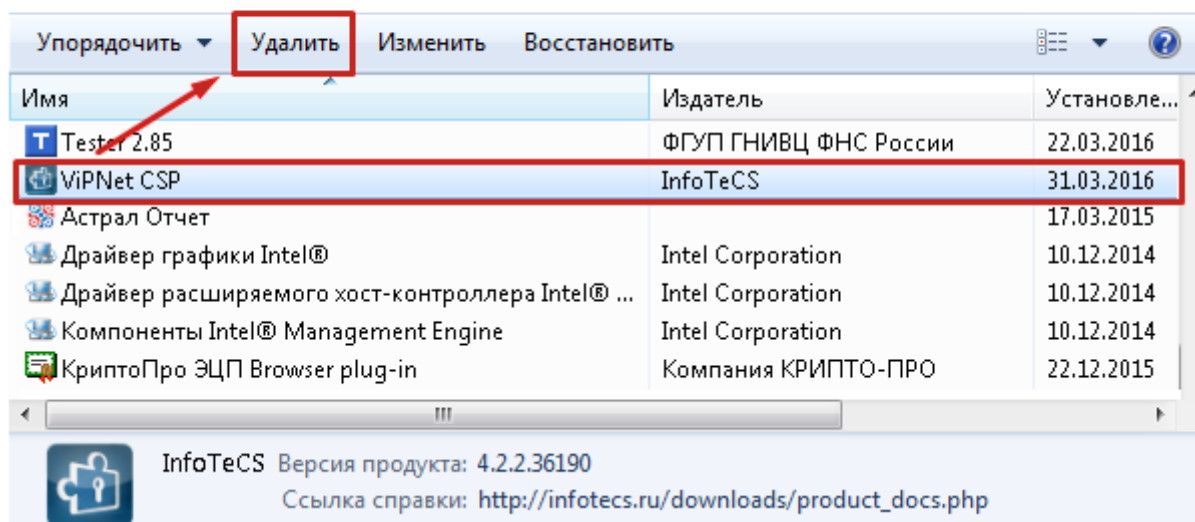 Упорядочить Удалить Изменить Восстановить
Имя Издатель Установле...
Tester 2.85 ФГУП ГНИВЦ ФНС России 22.03.2016
ViPNet CSP InfoTeCS 31.03.2016
Астрал Отчет 17.03.2015
Драйвер графики Intel® Intel Corporation 10.12.2014
Драйвер расширяемого хост-контроллера Intel® ... Intel Corporation 10.12.2014
Компоненты Intel® Management Engine Intel Corporation 10.12.2014
КриптоПро ЭЦП Browser plug-in Компания КРИПТО-ПРО 22.12.2015
InfoTeCS Версия продукта: 4.2.2.36190
Ссылка справки: http://infotecs.ru/downloads/product_docs.php